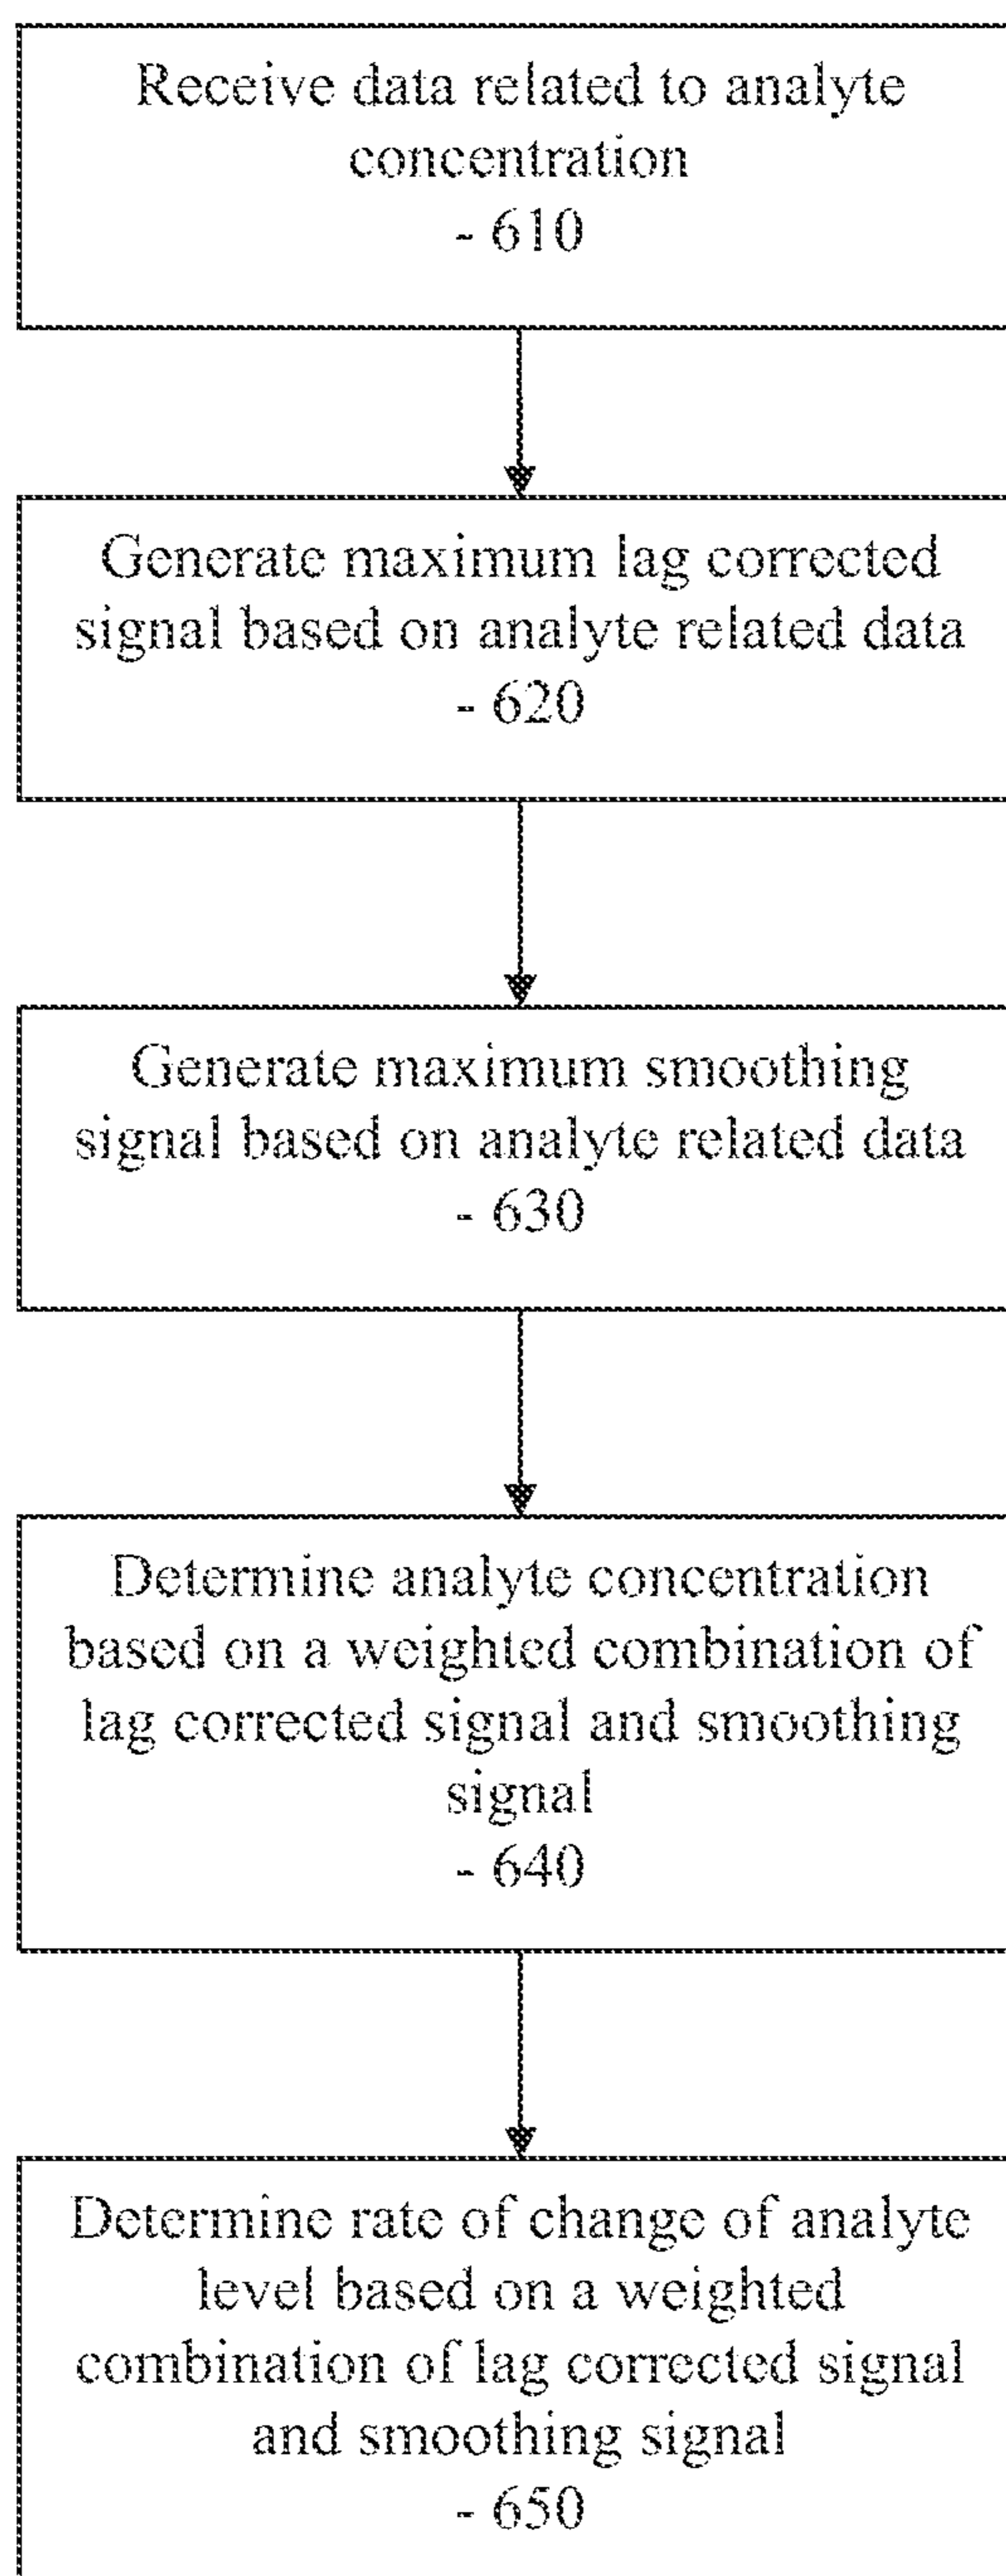 Receive data related to analyte
concentration
- 610
Generate maximum lag corrected
signal based on analyte related data
- 620
Generate maximum smoothing
signal based on analyte related data
- 630
Determine analyte concentration
based on a weighted combination of
lag corrected signal and smoothing
signal
- 640
Determine rate of change of analyte
level based on a weighted
combination of lag corrected signal
and smoothing signal
- 650